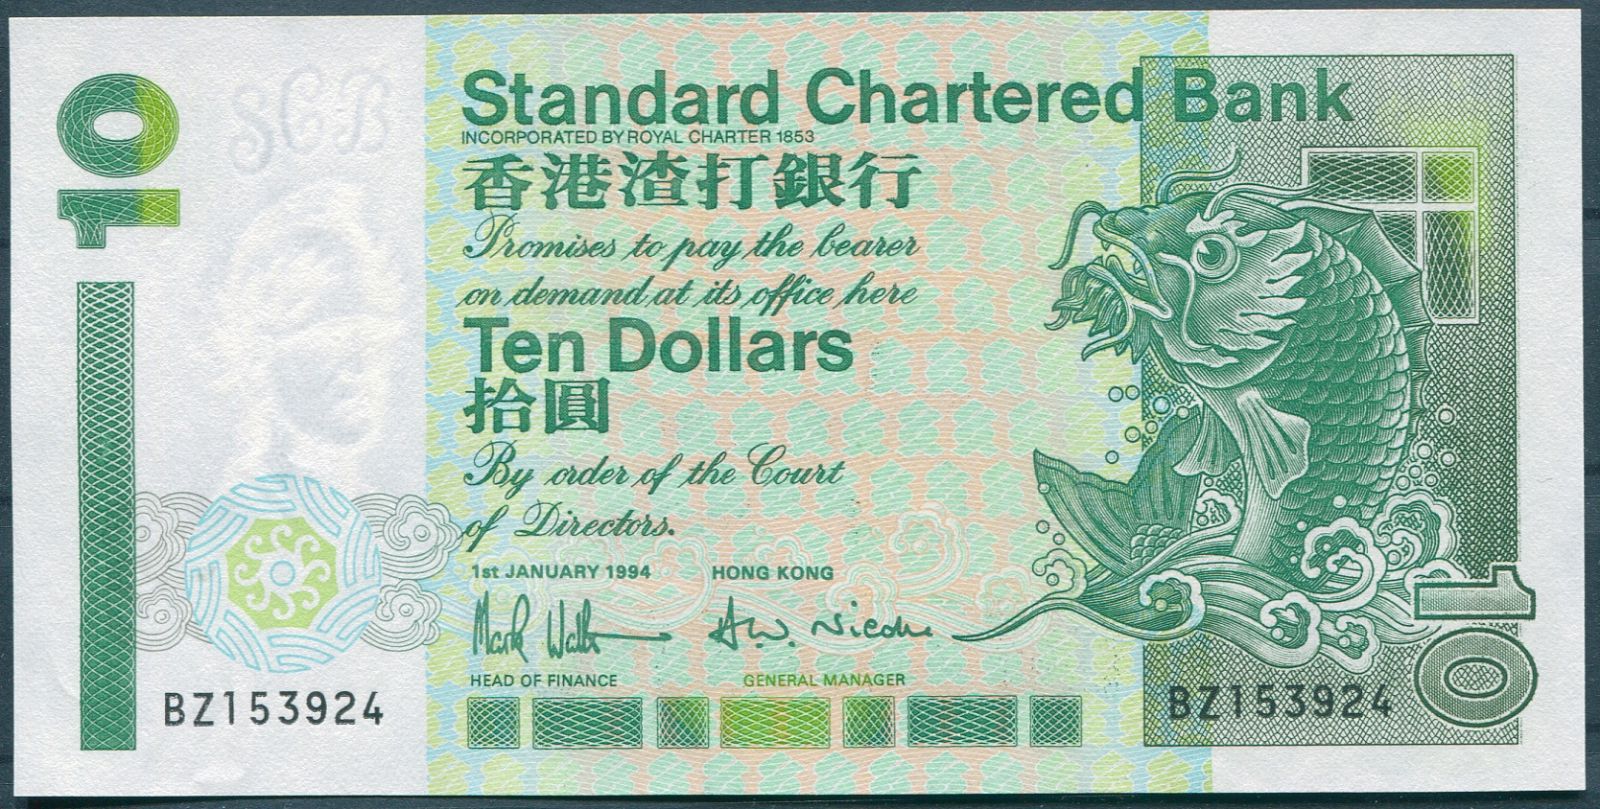 10
SCB
Standard Chartered Bank
INCORPORATED BY ROYAL CHARTER 1853
香港渣打銀行
Promises to pay the bearer
on demand at its office here
Ten Dollars
拾圓
By order of the Court
of Directors.
1st JANUARY 1994 HONG KONG
HEAD OF FINANCE GENERAL MANAGER
BZ153924 BZ153924
10